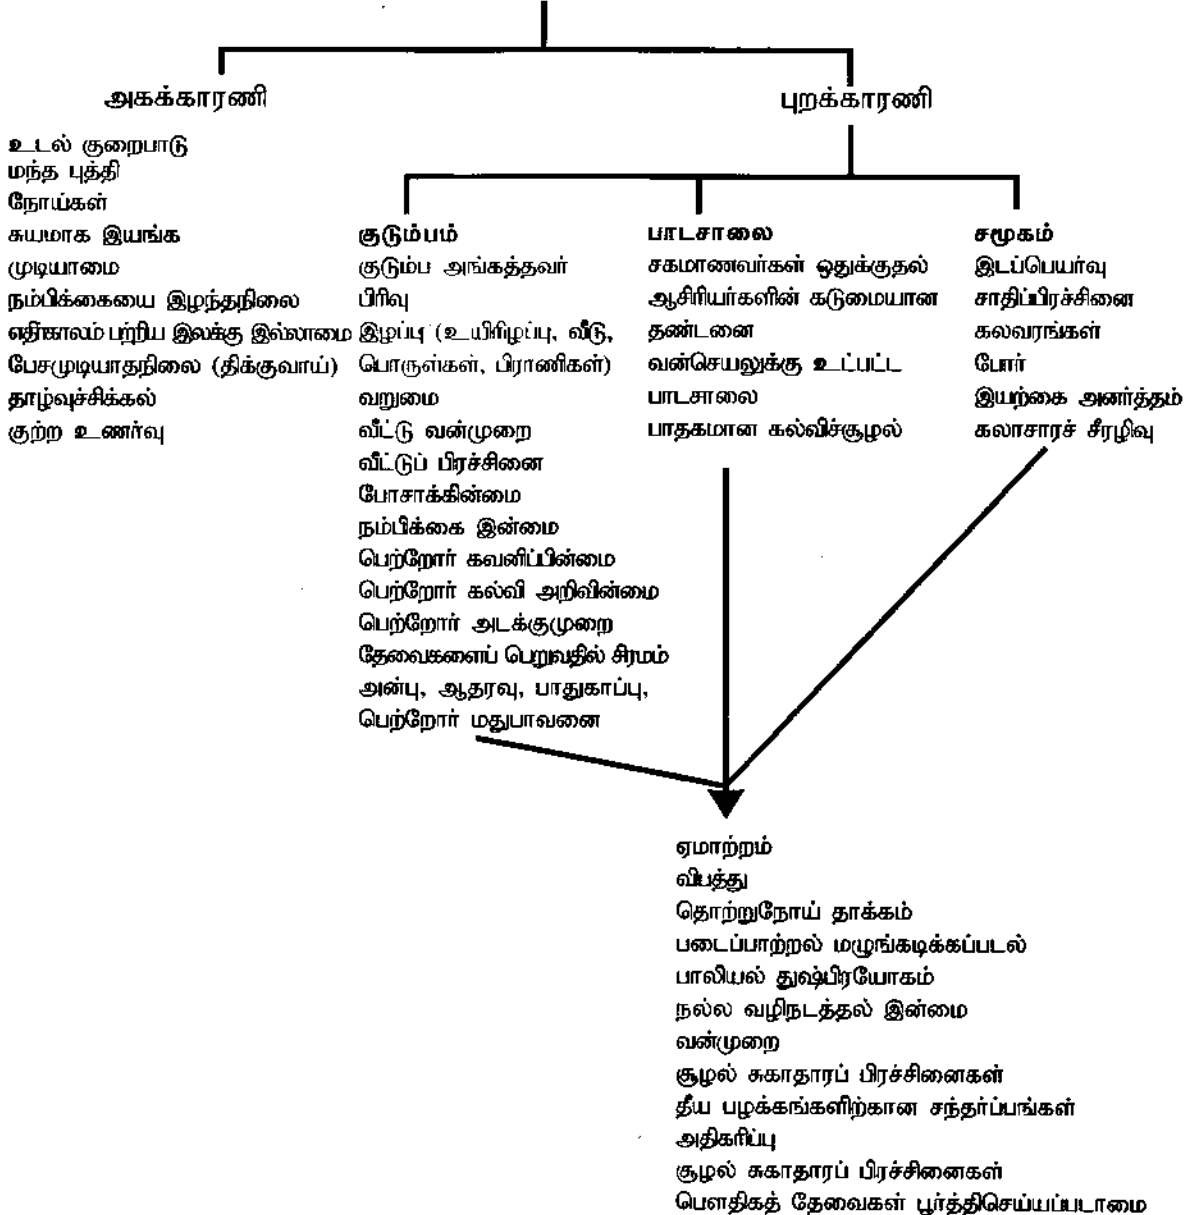 அகக்காரணி
புறக்காரணி
உடல் குறைபாடு
மந்த புத்தி
நோய்கள்
சுயமாக இயங்க
முடியாமை
நம்பிக்கையை இழந்தநிலை
எதிர்காலம் பற்றிய இலக்கு இல்லாமை
பேசமுடியாதநிலை (திக்குவாய்)
தாழ்வுச்சிக்கல்
குற்ற உணர்வு
குடும்பம்
குடும்ப அங்கத்தவர்
பிரிவு
இழப்பு (உயிரிழப்பு, வீடு,
பொருள்கள், பிராணிகள்)
வறுமை
வீட்டு வன்முறை
வீட்டுப் பிரச்சினை
போசாக்கின்மை
நம்பிக்கை இன்மை
பெற்றோர் கவனிப்பின்மை
பெற்றோர் கல்வி அறிவின்மை
பெற்றோர் அடக்குமுறை
தேவைகளைப் பெறுவதில் சிரமம்
அன்பு, ஆதரவு, பாதுகாப்பு,
பெற்றோர் மதுபாவனை
பாடசாலை
சகமாணவர்கள் ஒதுக்குதல்
ஆசிரியர்களின் கடுமையான
தண்டனை
வன்செயலுக்கு உட்பட்ட
பாடசாலை
பாதகமான கல்விச்சூழல்
சமூகம்
இடப்பெயர்வு
சாதிப்பிரச்சினை
கலவரங்கள்
போர்
இயற்கை அனர்த்தம்
கலாசாரச் சீரழிவு
ஏமாற்றம்
விபத்து
தொற்றுநோய் தாக்கம்
படைப்பாற்றல் மழுங்கடிக்கப்படல்
பாலியல் துஷ்பிரயோகம்
நல்ல வழிநடத்தல் இன்மை
வன்முறை
சூழல் சுகாதாரப் பிரச்சினைகள்
தீய பழக்கங்களிற்கான சந்தர்ப்பங்கள்
அதிகரிப்பு
சூழல் சுகாதாரப் பிரச்சினைகள்
பௌதிகத் தேவைகள் பூர்த்திசெய்யப்படாமை